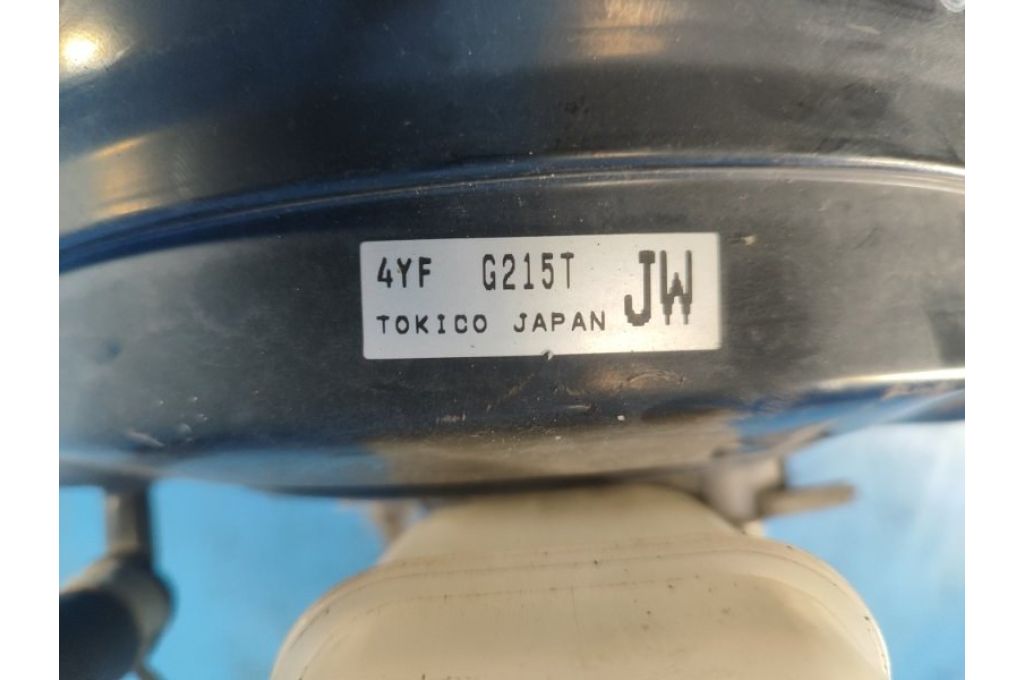 4YF G215T JW
TOKICO JAPAN